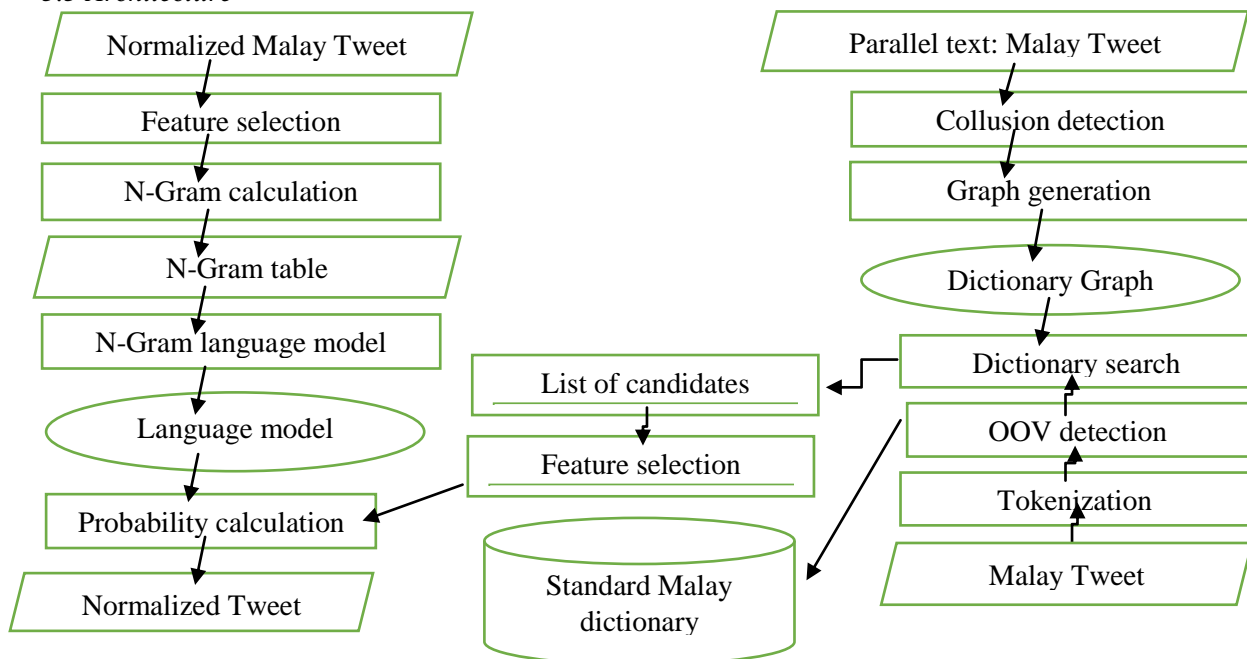 Normalized Malay Tweet
Feature selection
N-Gram calculation
N-Gram table
N-Gram language model
Language model
Probability calculation
Normalized Tweet
List of candidates
Feature selection
Standard Malay
dictionary
Parallel text: Malay Tweet
Collusion detection
Graph generation
Dictionary Graph
Dictionary search
OOV detection
Tokenization
Malay Tweet